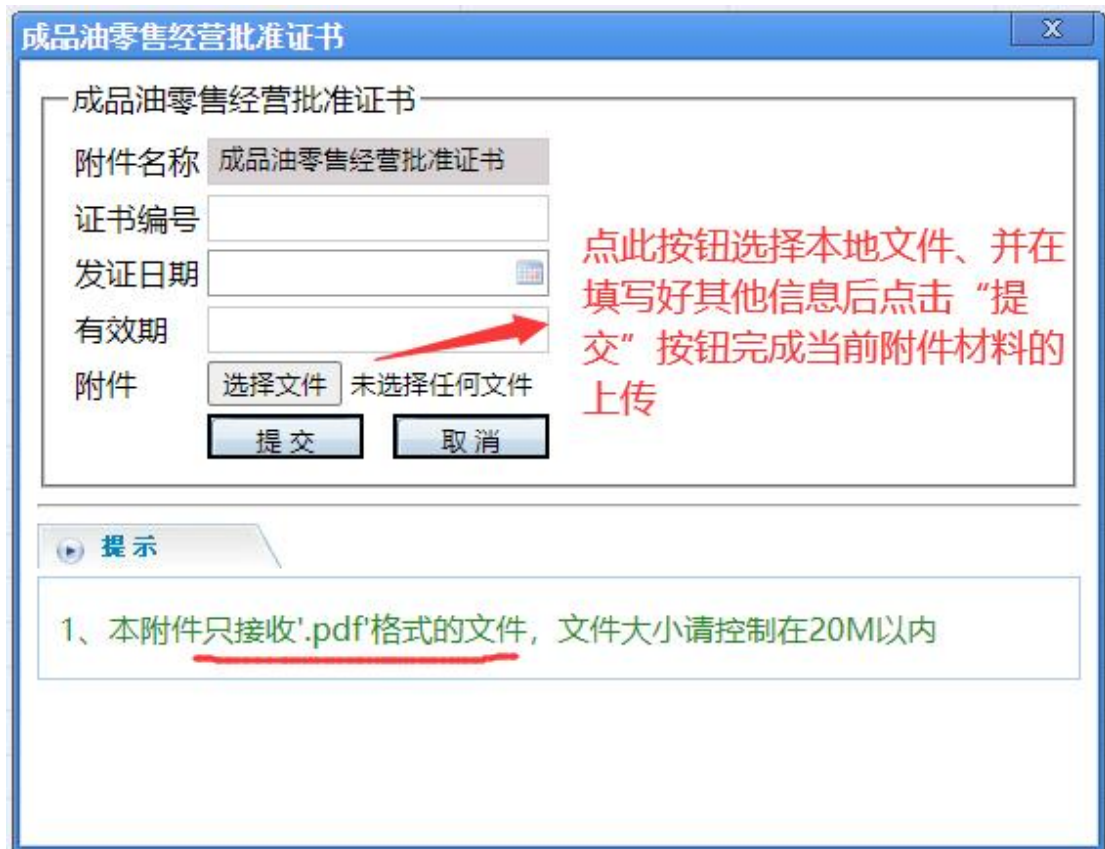 成品油零售经营批准证书
X
成品油零售经营批准证书
附件名称 成品油零售经营批准证书
证书编号
发证日期
有效期
附件 选择文件 未选择任何文件
提 交 取 消
点此按钮选择本地文件、并在
填写好其他信息后点击“提
交”按钮完成当前附件材料的
上传
提 示
1、本附件只接收'.pdf'格式的文件，文件大小请控制在20M以内